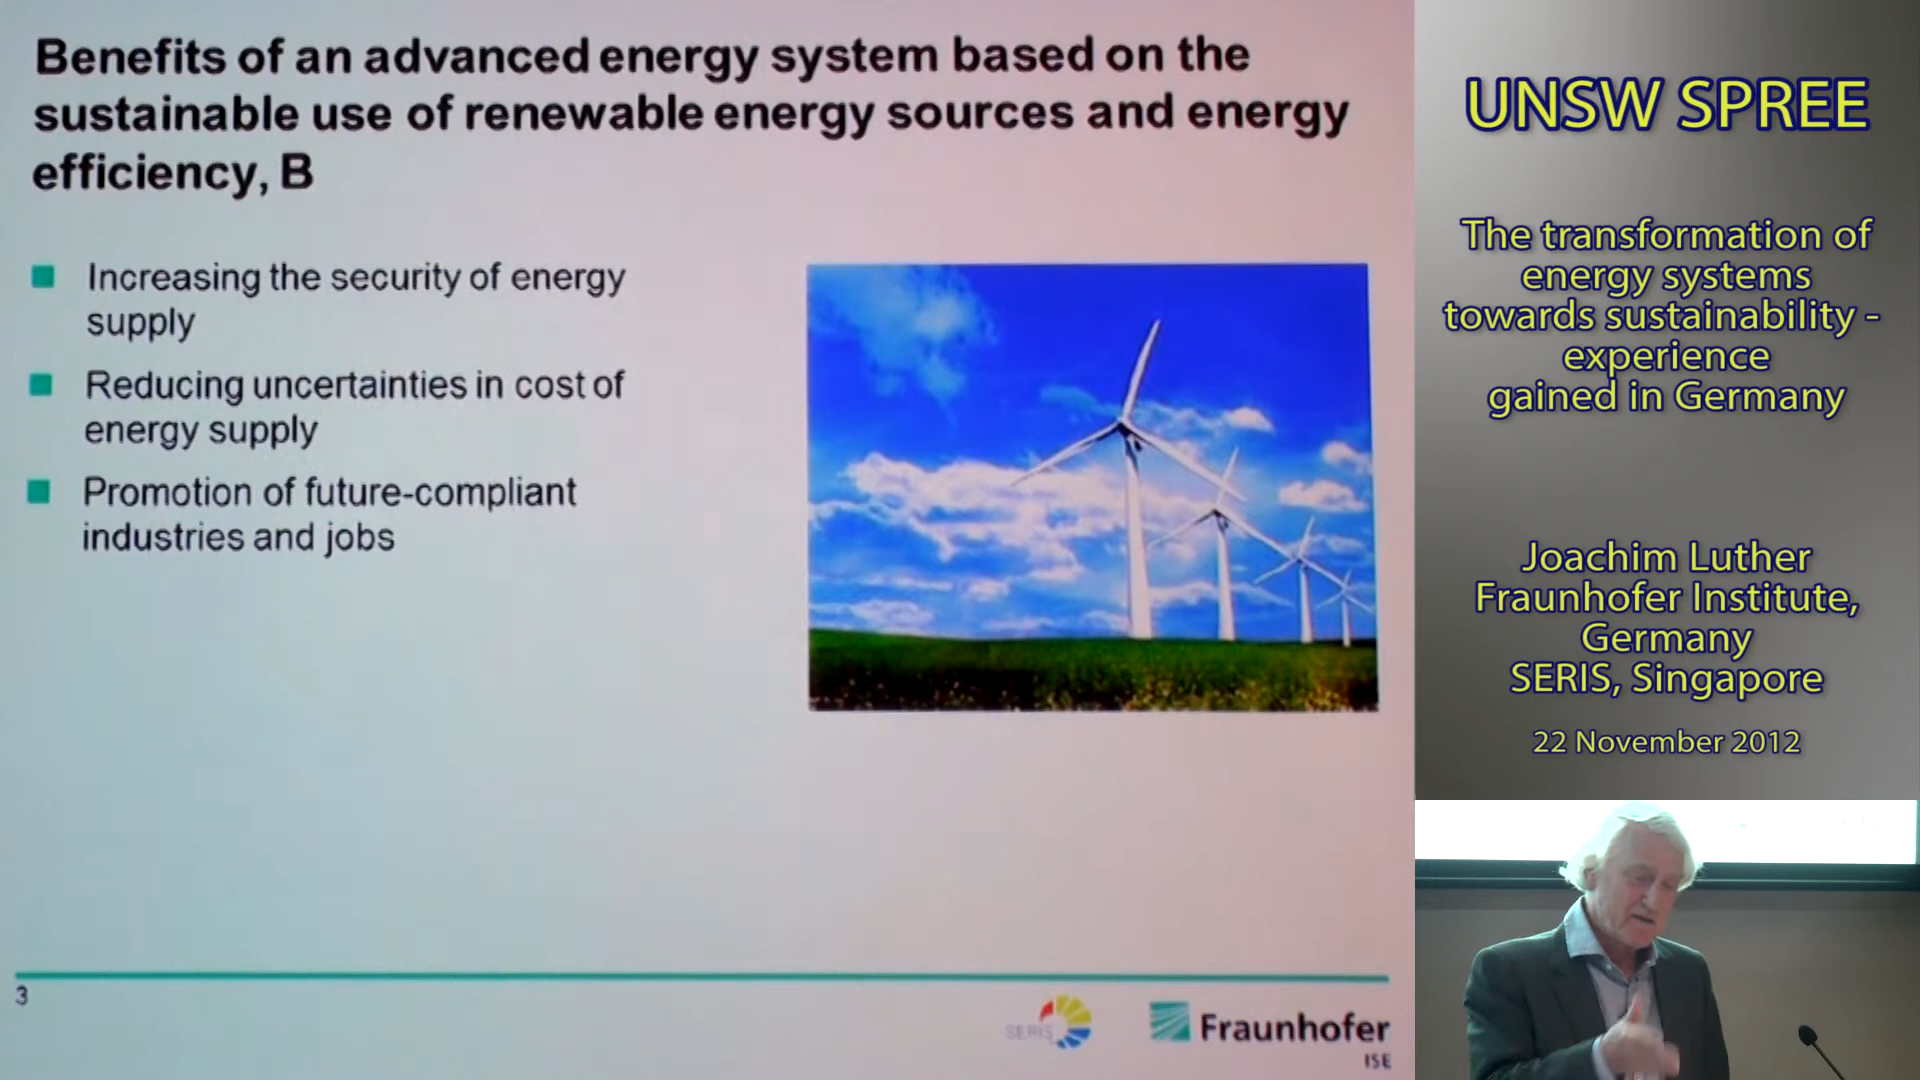 Benefits of an advanced energy system based on the
sustainable use of renewable energy sources and energy
efficiency, B
Increasing the security of energy
supply
Reducing uncertainties in cost of
energy supply
Promotion of future-compliant
industries and jobs
3
SERIS
Fraunhofer
ISE
UNSW SPREE
The transformation of
energy systems
towards sustainability -
experience
gained in Germany
Joachim Luther
Fraunhofer Institute,
Germany
SERIS, Singapore
22 November 2012